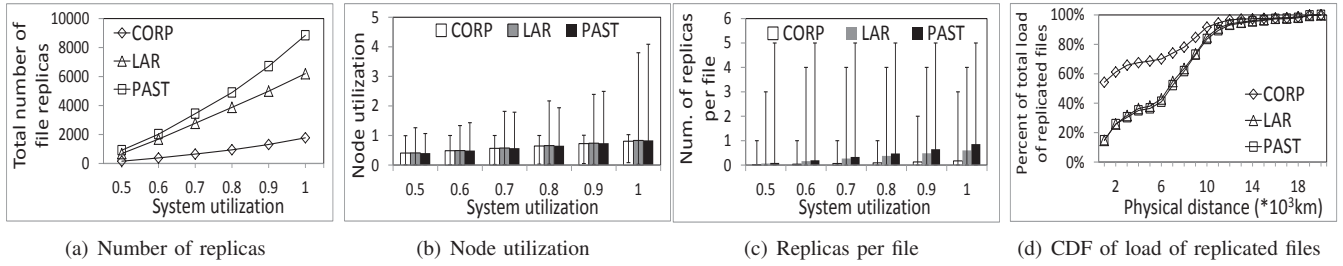 Total number of
file replicas
10000
8000
6000
4000
2000
0
CORP
LAR
PAST
0.5 0.6 0.7 0.8 0.9 1
System utilization
(a) Number of replicas
Node utilization
5
4
3
2
1
0
CORP LAR PAST
0.5 0.6 0.7 0.8 0.9 1
System utilization
(b) Node utilization
Num. of replicas
per file
6
5
4
3
2
1
0
CORP LAR PAST
0.5 0.6 0.7 0.8 0.9 1
System utilization
(c) Replicas per file
Percent of total load
of replicated files
100%
80%
60%
40%
20%
0%
CORP
LAR
PAST
2 6 10 14 18
Physical distance (*10³km)
(d) CDF of load of replicated files